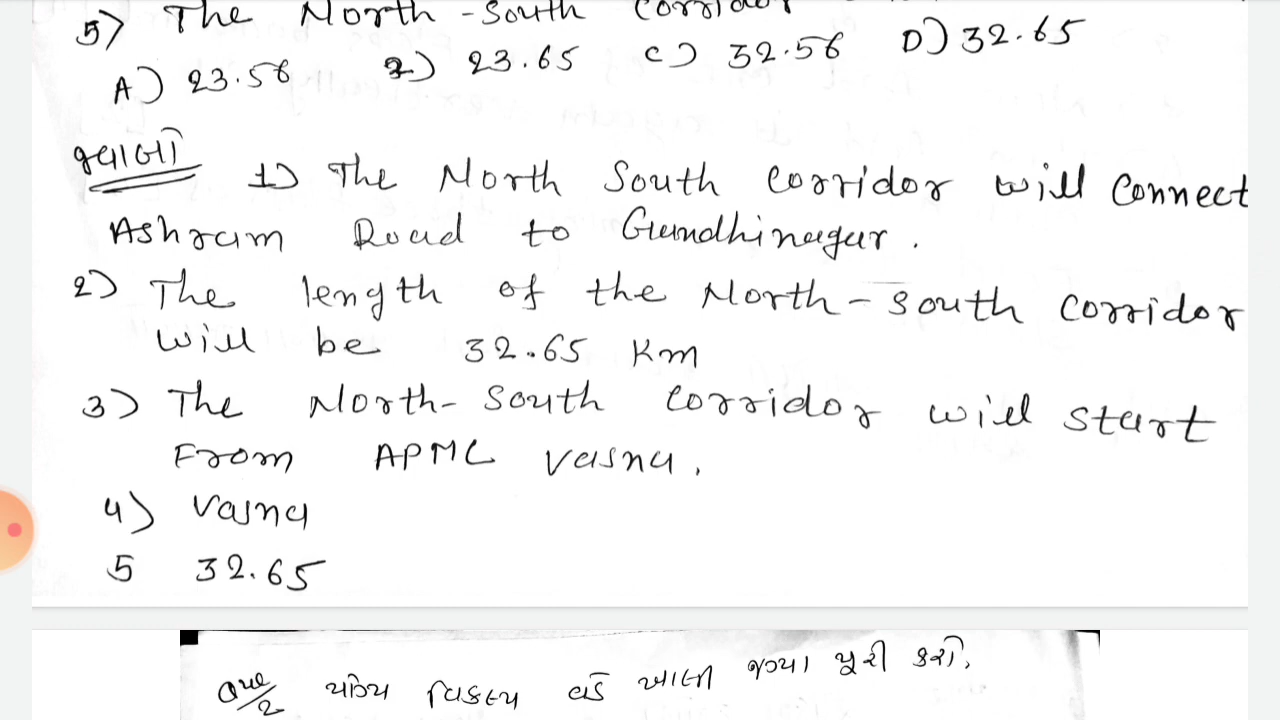 5) The North-South Corridor
A) 23.56 2) 23.65 C) 32.56 D) 32.65
જવાબો 1) The North South Corridor will Connect
Ashram Road to Gandhinagar.
2) The length of the North-South Corridor
will be 32.65 Km
3) The North-South Corridor will start
From APMC Vasna.
4) Vasna
5 32.65
Que/2 યોગ્ય વિકલ્પ વડે ખાલી જગ્યા પૂરી કરો.